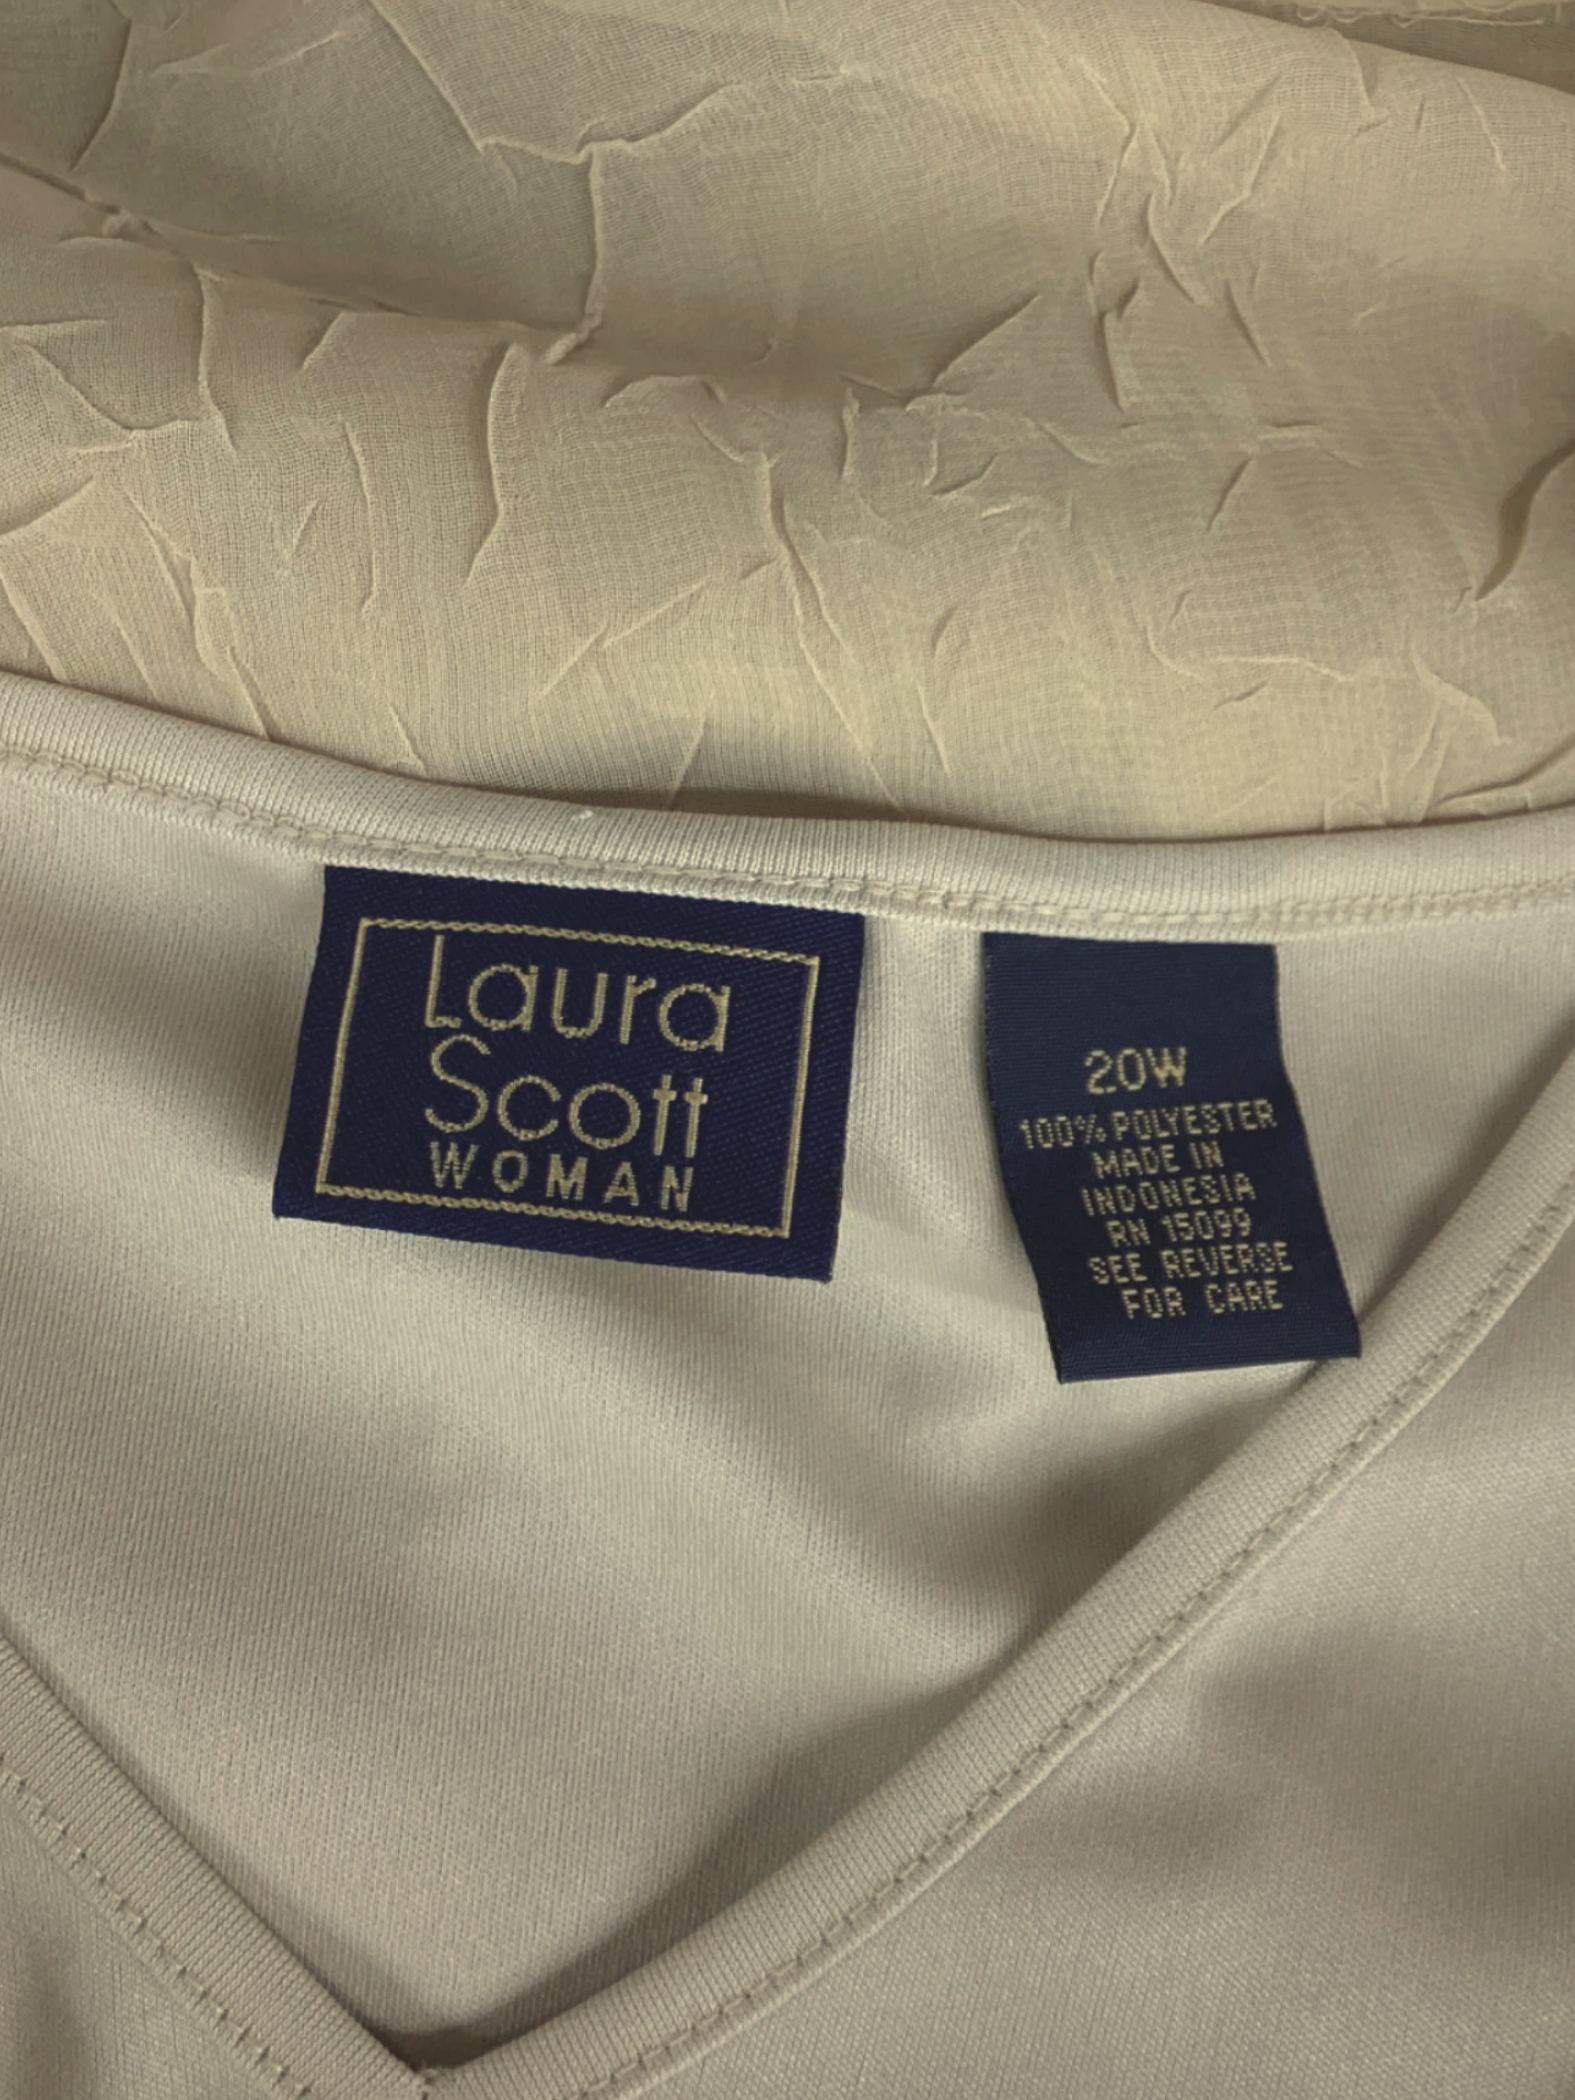 Laura
Scott
WOMAN
20W
100% POLYESTER
MADE IN
INDONESIA
RN 15099
SEE REVERSE
FOR CARE